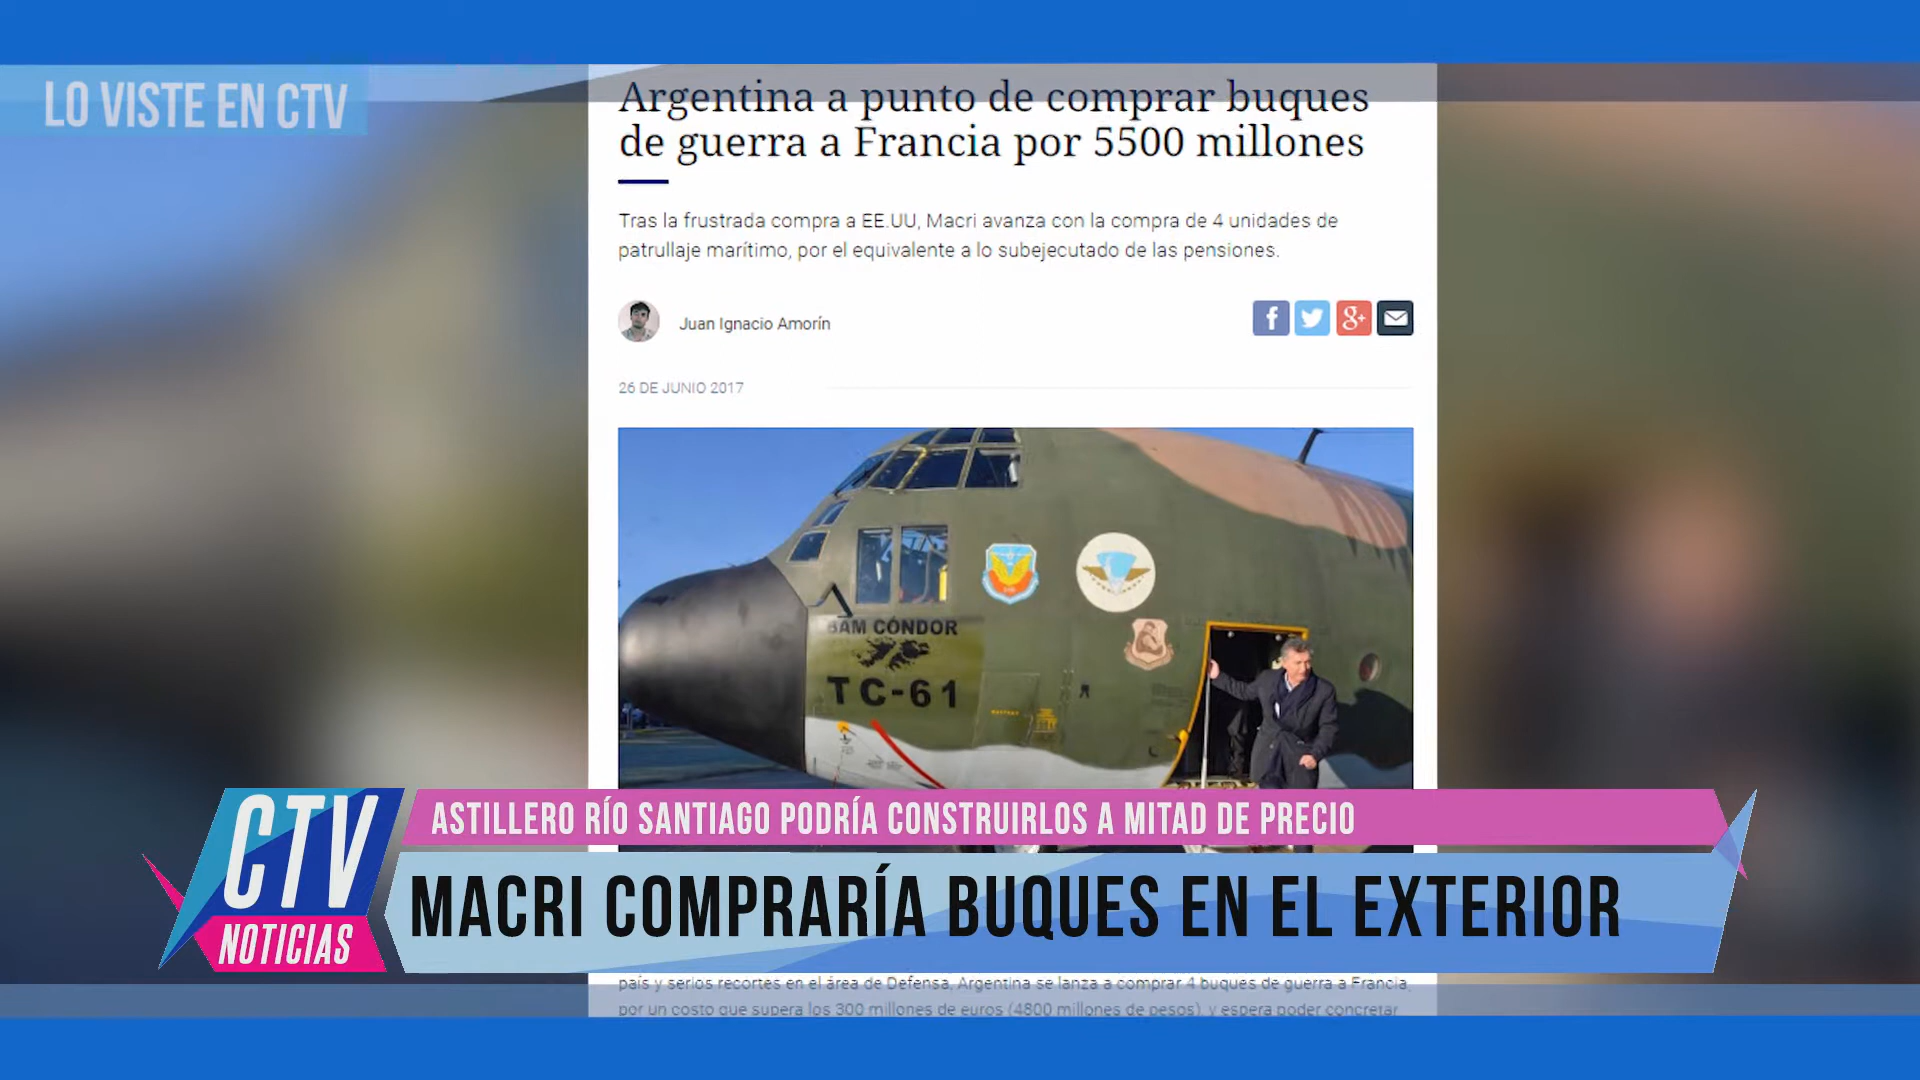 LO VISTE EN CTV
Argentina a punto de comprar buques
de guerra a Francia por 5500 millones
Tras la frustrada compra a EE.UU, Macri avanza con la compra de 4 unidades de
patrullaje marítimo, por el equivalente a lo subejecutado de las pensiones.
Juan Ignacio Amorín
26 DE JUNIO 2017
BAM CÓNDOR
TC-61
ASTILLERO RÍO SANTIAGO PODRÍA CONSTRUIRLOS A MITAD DE PRECIO
CTV
NOTICIAS
MACRI COMPRARÍA BUQUES EN EL EXTERIOR
país y serios recortes en el área de Defensa, Argentina se lanza a comprar 4 buques de guerra a Francia,
por un costo que supera los 300 millones de euros (4800 millones de pesos), y espera poder concretar